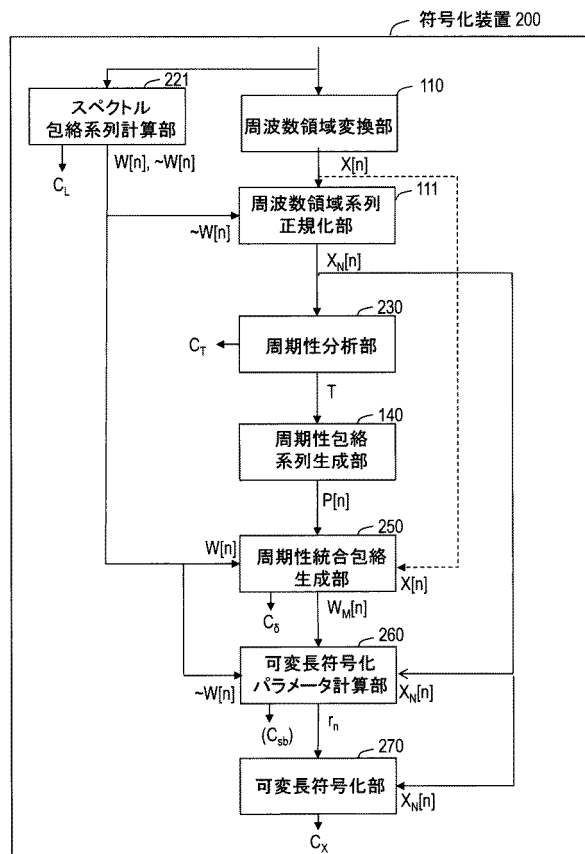 符号化装置 200
221
スペクトル
包絡系列計算部
110
周波数領域変換部
W[n], ~W[n]
C_L
X[n]
111
周波数領域系列
正規化部
~W[n]
X_N[n]
230
周期性分析部
C_T
T
140
周期性包絡
系列生成部
P[n]
250
W[n]
周期性統合包絡
生成部
X[n]
C_δ
W_M[n]
260
可変長符号化
パラメータ計算部
~W[n]
X_N[n]
(C_sb)
r_n
270
可変長符号化部
X_N[n]
C_X